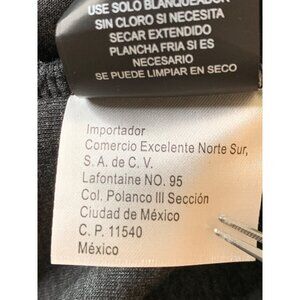 USE SOLO BLANQUEADOR
SIN CLORO SI NECESITA
SECAR EXTENDIDO
PLANCHA FRIA SI ES
NECESARIO
SE PUEDE LIMPIAR EN SECO
Importador
Comercio Excelente Norte Sur,
S. A. de C. V.
Lafontaine NO. 95
Col. Polanco III Sección
Ciudad de México
C. P. 11540
México